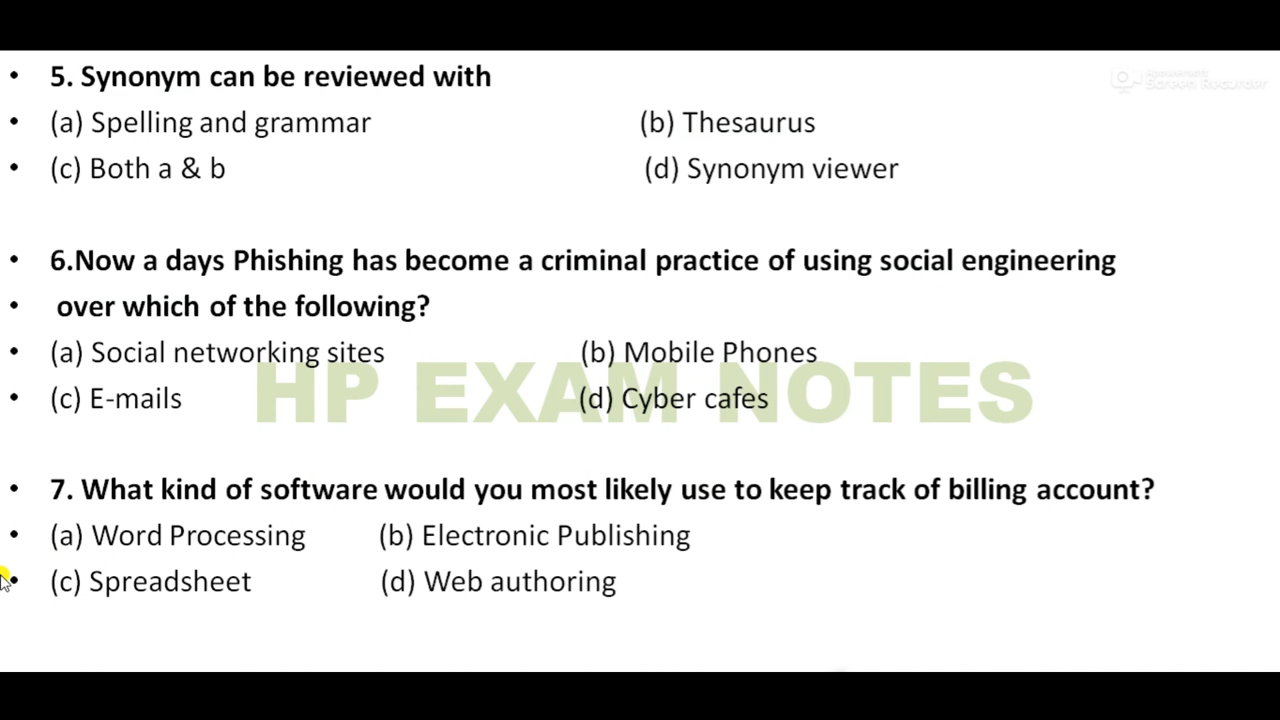 • 5. Synonym can be reviewed with
• (a) Spelling and grammar (b) Thesaurus
• (c) Both a & b (d) Synonym viewer
• 6.Now a days Phishing has become a criminal practice of using social engineering
• over which of the following?
• (a) Social networking sites (b) Mobile Phones
• (c) E-mails (d) Cyber cafes
HP EXAM NOTES
• 7. What kind of software would you most likely use to keep track of billing account?
• (a) Word Processing (b) Electronic Publishing
• (c) Spreadsheet (d) Web authoring
Screen Recorder